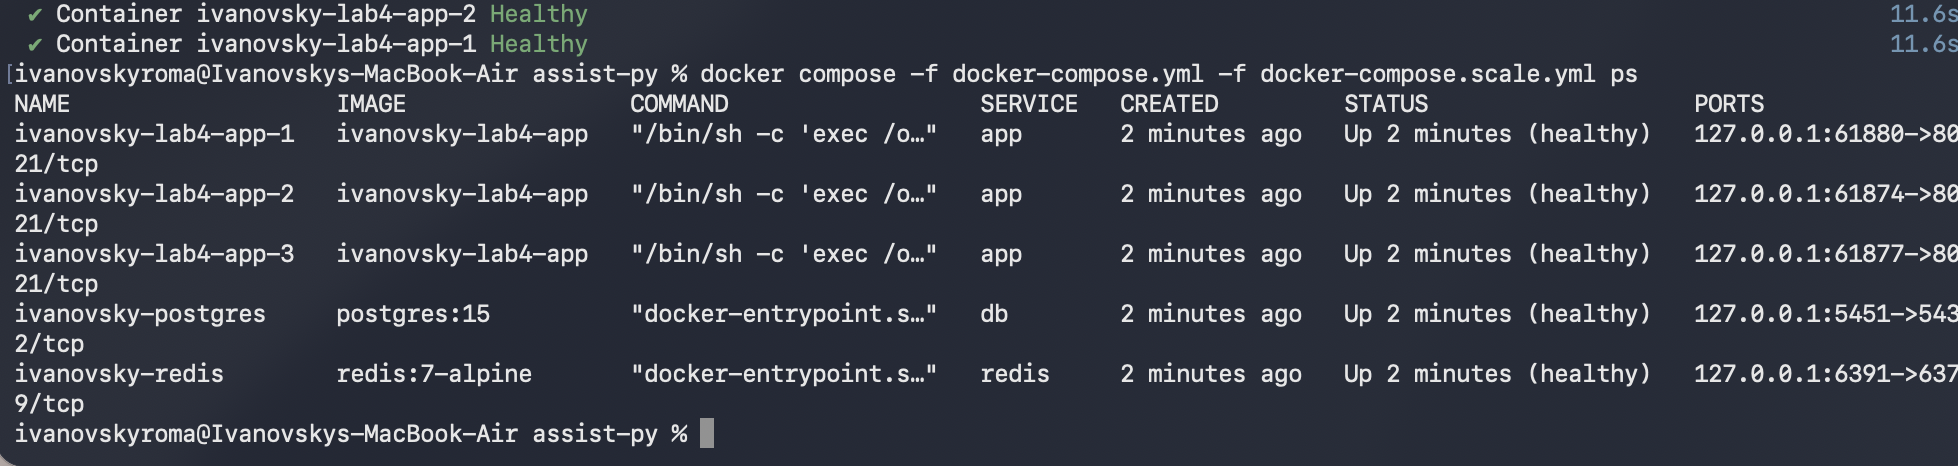 ✔ Container ivanovsky-lab4-app-2 Healthy 11.6s
✔ Container ivanovsky-lab4-app-1 Healthy 11.6s
[ivanovskyroma@Ivanovskys-MacBook-Air assist-py % docker compose -f docker-compose.yml -f docker-compose.scale.yml ps
NAME IMAGE COMMAND SERVICE CREATED STATUS PORTS
ivanovsky-lab4-app-1 ivanovsky-lab4-app "/bin/sh -c 'exec /o…" app 2 minutes ago Up 2 minutes (healthy) 127.0.0.1:61880->80
21/tcp
ivanovsky-lab4-app-2 ivanovsky-lab4-app "/bin/sh -c 'exec /o…" app 2 minutes ago Up 2 minutes (healthy) 127.0.0.1:61874->80
21/tcp
ivanovsky-lab4-app-3 ivanovsky-lab4-app "/bin/sh -c 'exec /o…" app 2 minutes ago Up 2 minutes (healthy) 127.0.0.1:61877->80
21/tcp
ivanovsky-postgres postgres:15 "docker-entrypoint.s…" db 2 minutes ago Up 2 minutes (healthy) 127.0.0.1:5451->543
2/tcp
ivanovsky-redis redis:7-alpine "docker-entrypoint.s…" redis 2 minutes ago Up 2 minutes (healthy) 127.0.0.1:6391->637
9/tcp
ivanovskyroma@Ivanovskys-MacBook-Air assist-py %